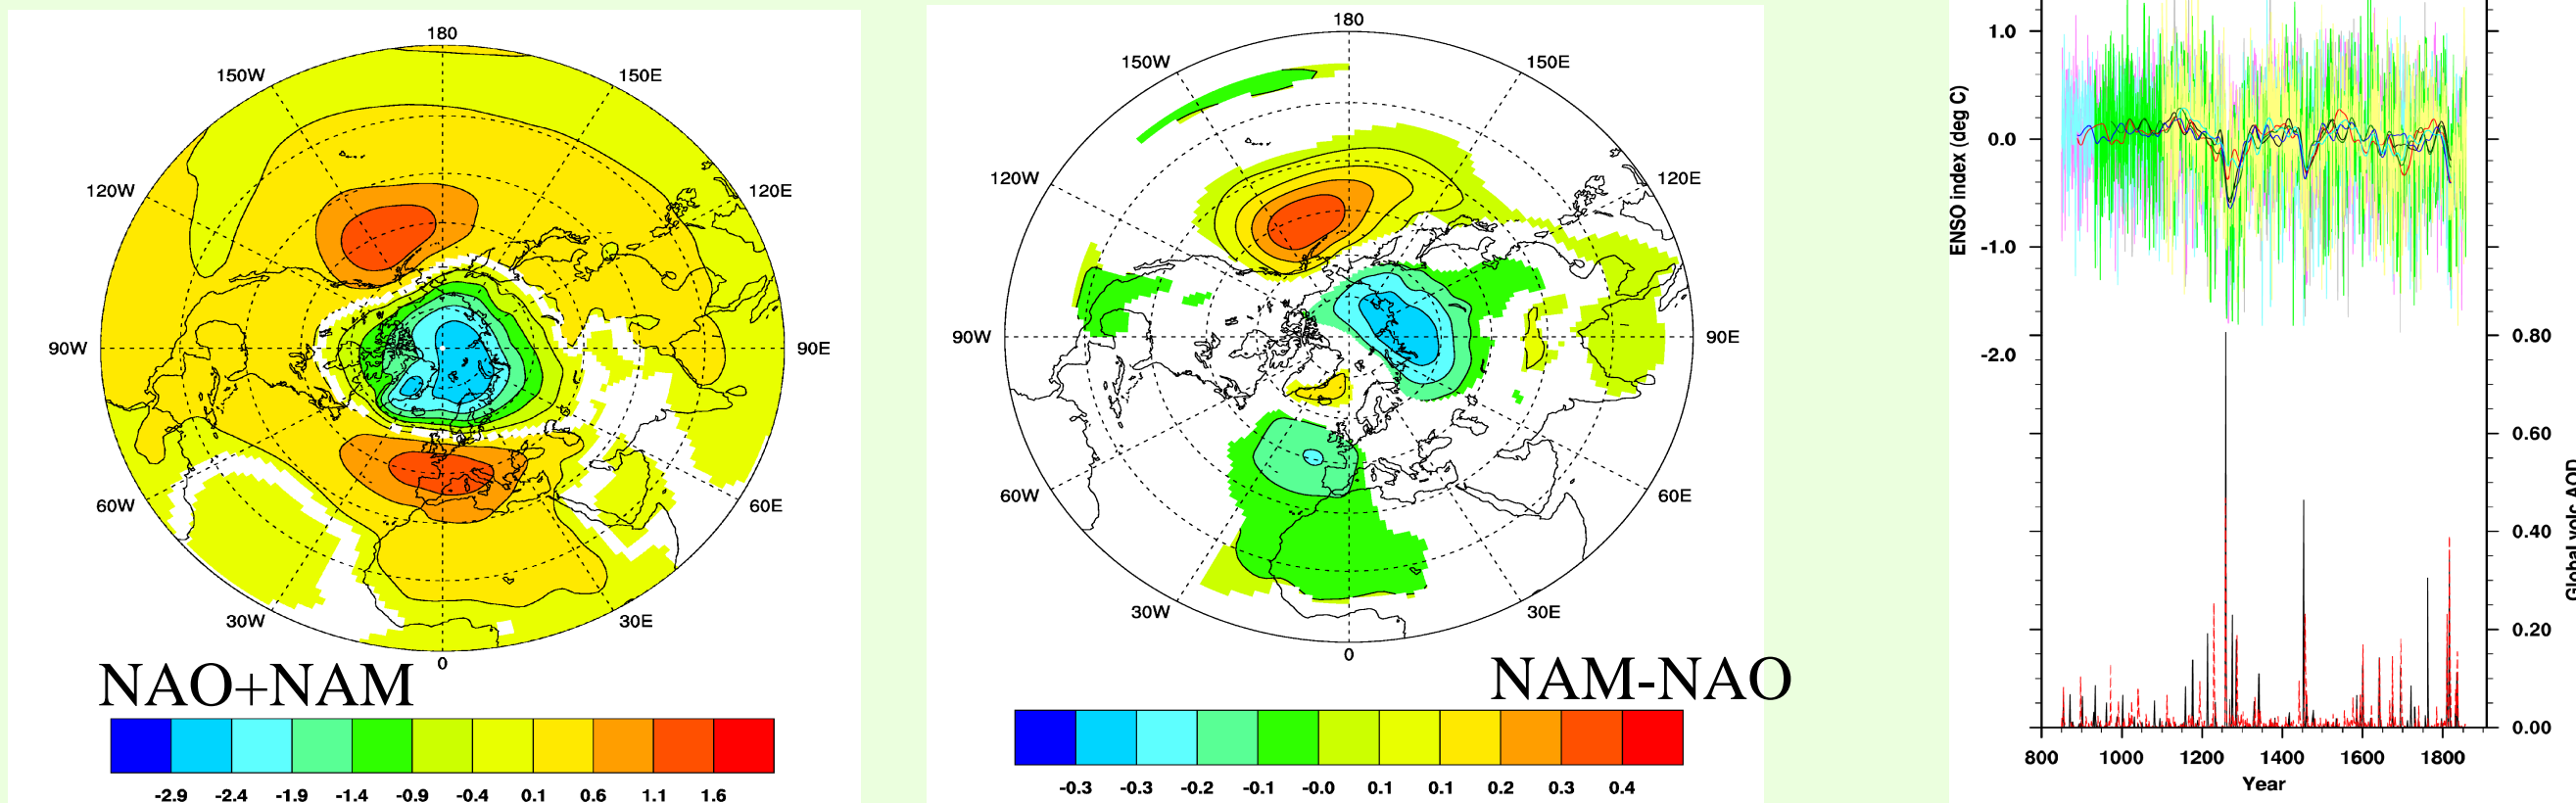 180
150W
150E
120W
120E
90W
90E
60W
60E
30W
30E
0
NAO+NAM
-2.9 -2.4 -1.9 -1.4 -0.9 -0.4 0.1 0.6 1.1 1.6
180
150W
150E
120W
120E
90W
90E
60W
60E
30W
30E
0
NAM-NAO
-0.3 -0.3 -0.2 -0.1 -0.0 0.1 0.1 0.2 0.3 0.4
ENSO index (deg C)
1.0
0.0
-1.0
-2.0
0.80
0.60
0.40
0.20
0.00
Global volc AOD
800 1000 1200 1400 1600 1800
Year